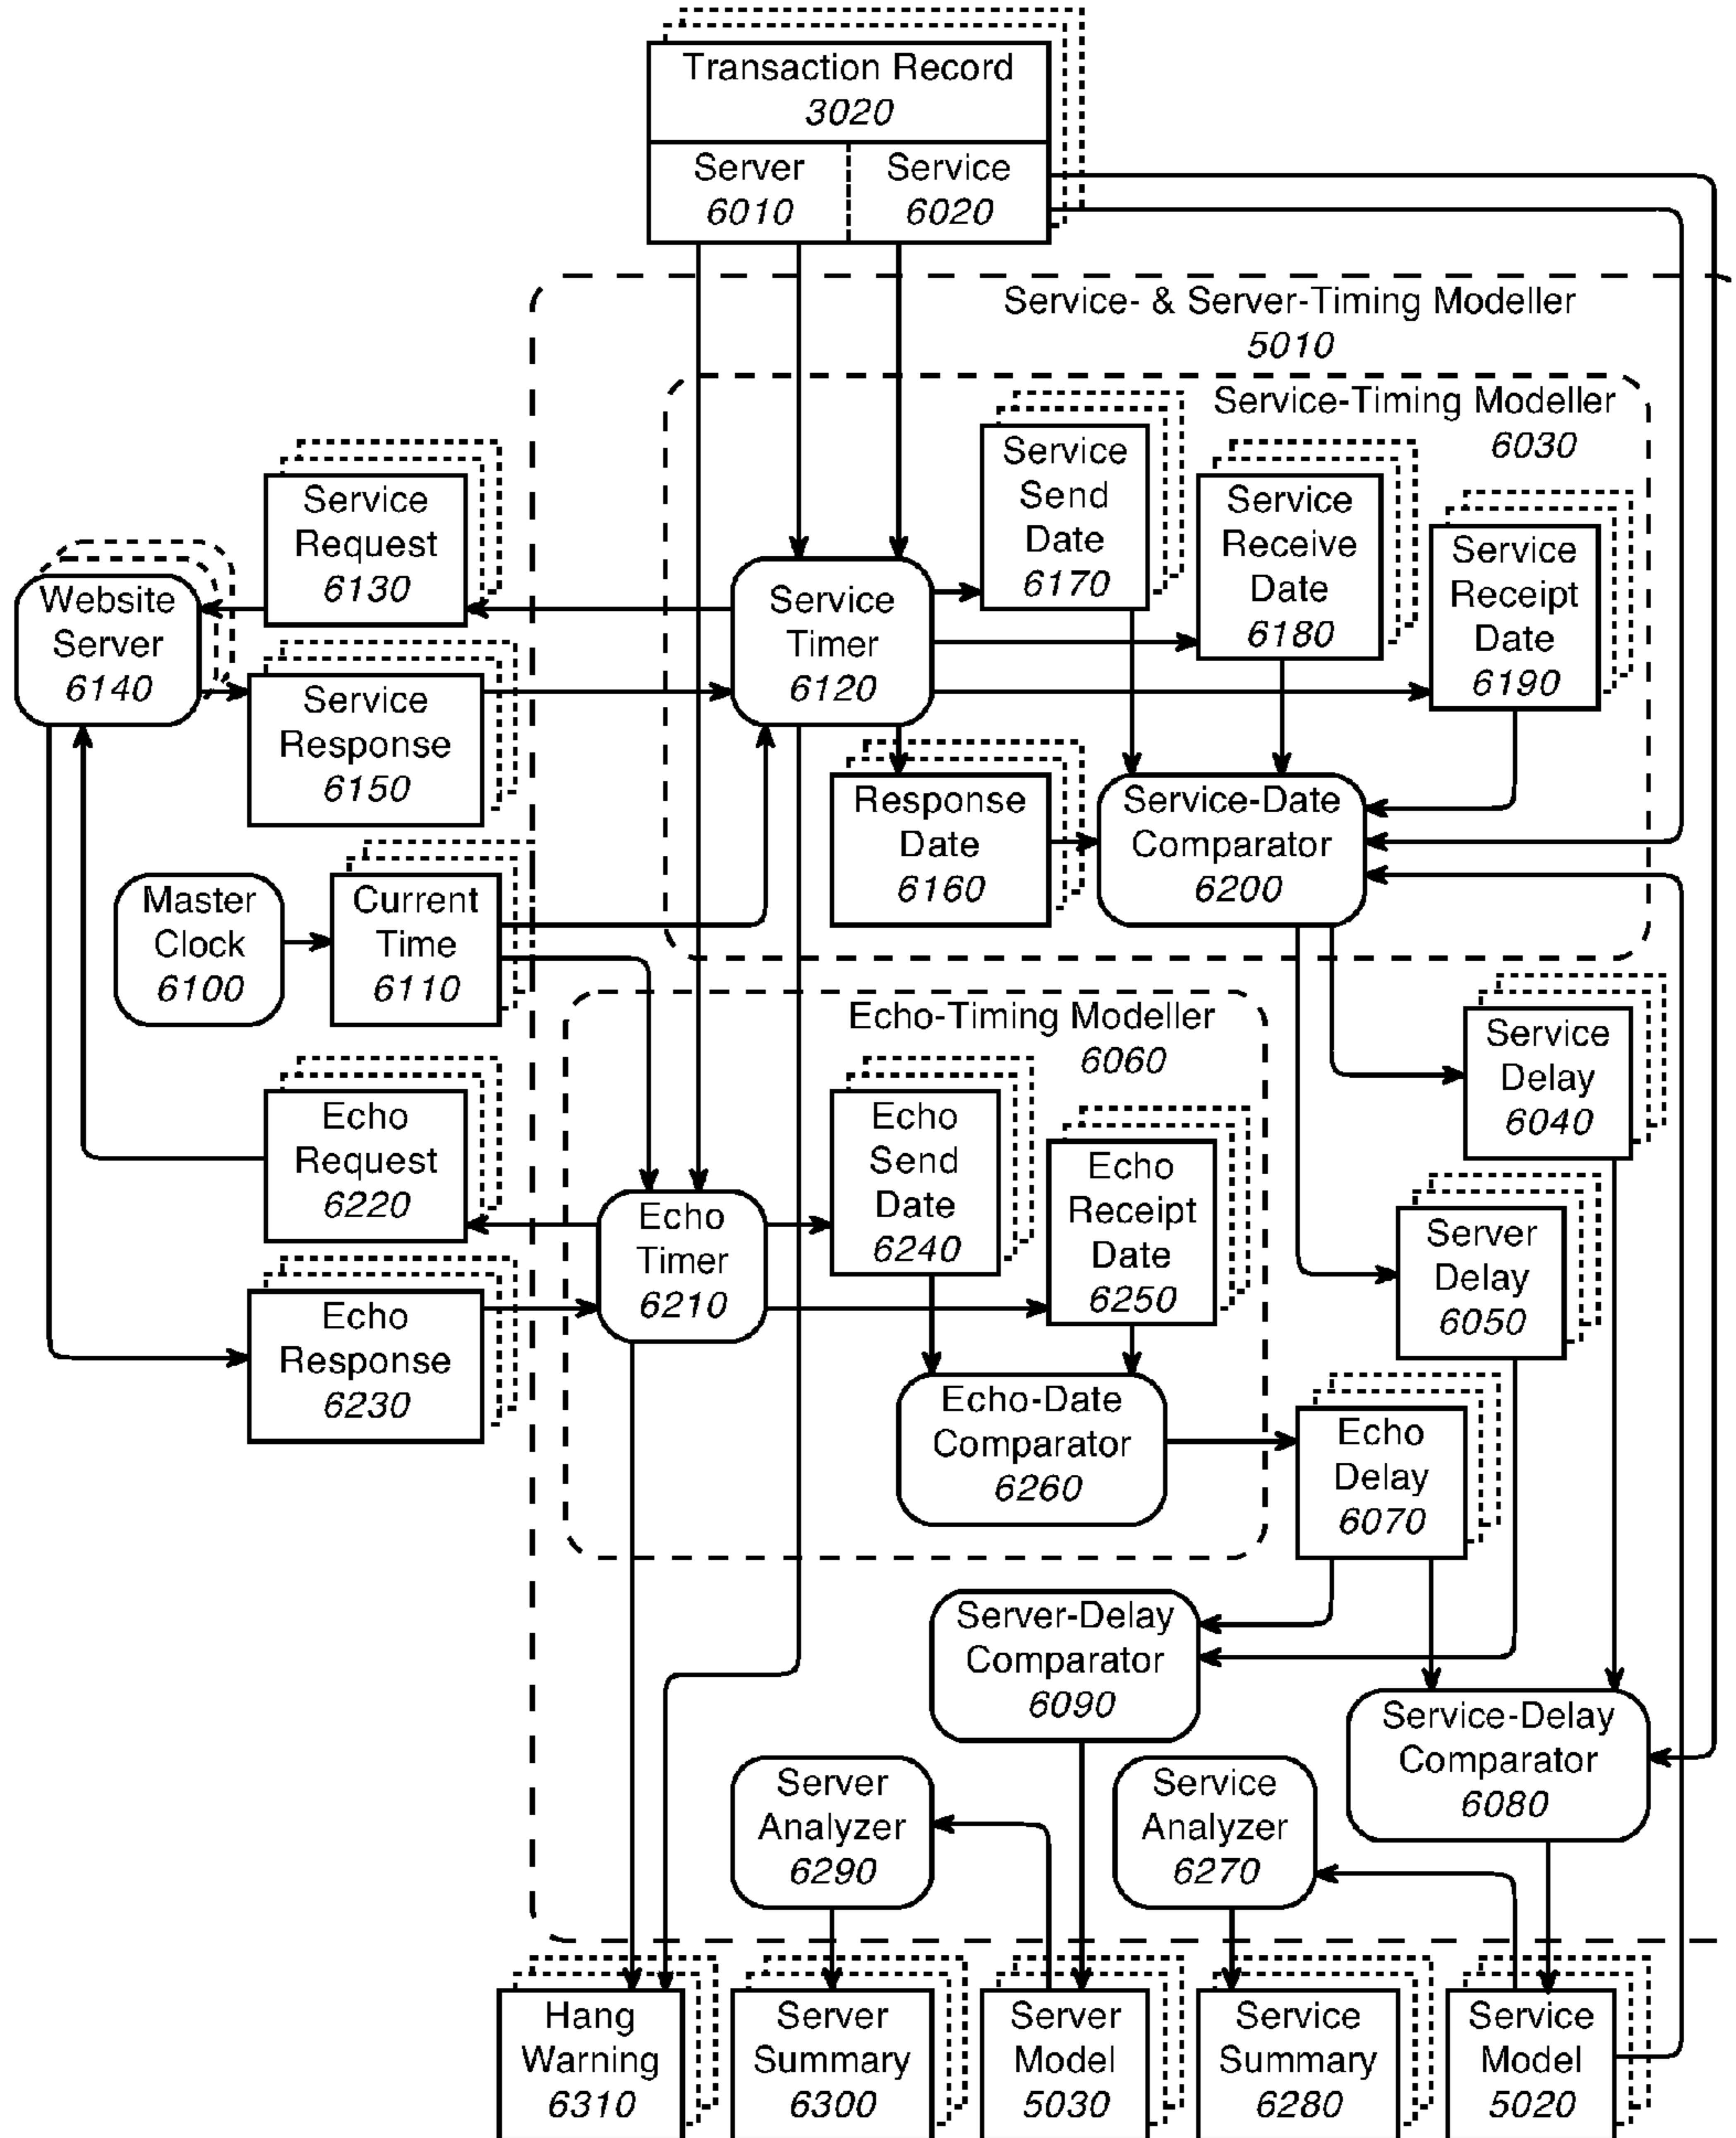 Transaction Record
3020
Server
6010
Service
6020
Service- & Server-Timing Modeller
5010
Service-Timing Modeller
6030
Service
Send
Date
6170
Service
Receive
Date
6180
Service
Receipt
Date
6190
Service
Request
6130
Website
Server
6140
Service
Timer
6120
Service
Response
6150
Response
Date
6160
Service-Date
Comparator
6200
Master
Clock
6100
Current
Time
6110
Echo-Timing Modeller
6060
Service
Delay
6040
Echo
Request
6220
Echo
Send
Date
6240
Echo
Receipt
Date
6250
Echo
Timer
6210
Server
Delay
6050
Echo
Response
6230
Echo-Date
Comparator
6260
Echo
Delay
6070
Server-Delay
Comparator
6090
Service-Delay
Comparator
6080
Server
Analyzer
6290
Service
Analyzer
6270
Hang
Warning
6310
Server
Summary
6300
Server
Model
5030
Service
Summary
6280
Service
Model
5020